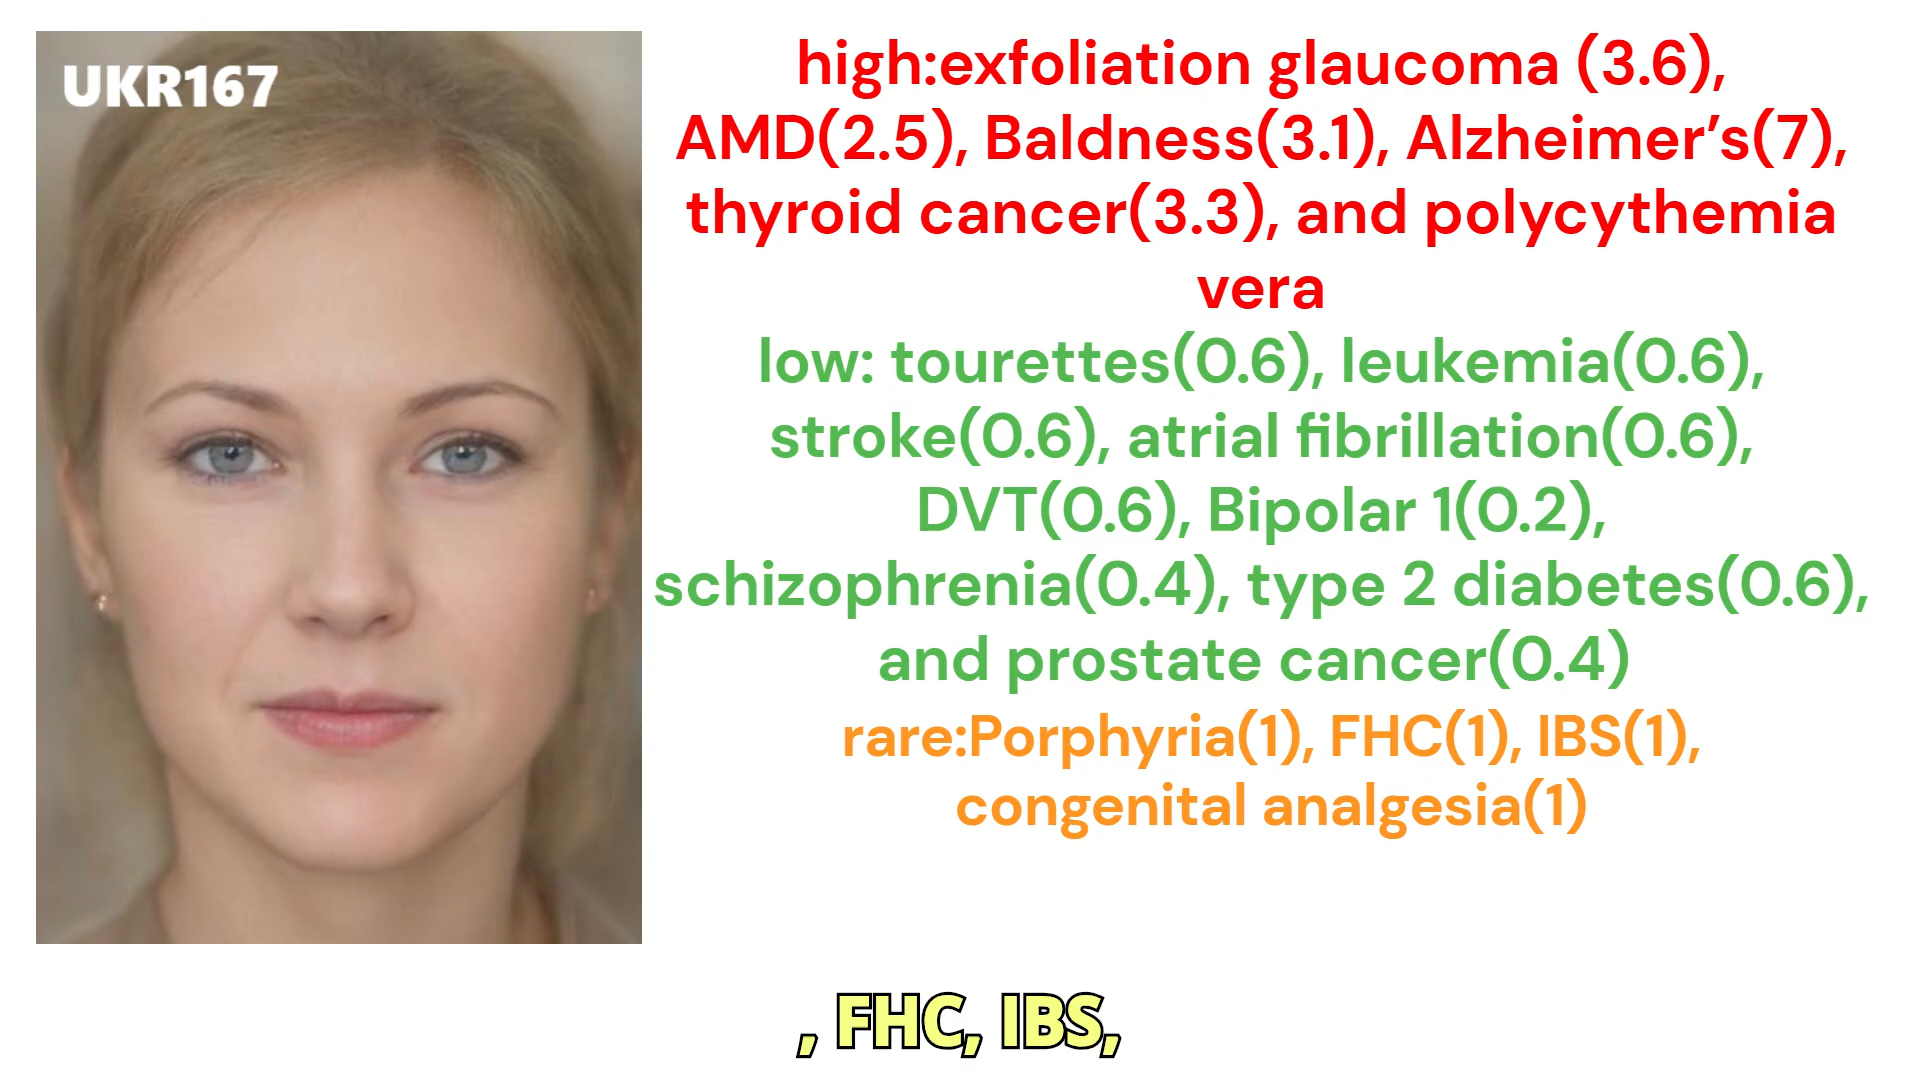 UKR167
high:exfoliation glaucoma (3.6),
AMD(2.5), Baldness(3.1), Alzheimer’s(7),
thyroid cancer(3.3), and polycythemia
vera
low: tourettes(0.6), leukemia(0.6),
stroke(0.6), atrial fibrillation(0.6),
DVT(0.6), Bipolar 1(0.2),
schizophrenia(0.4), type 2 diabetes(0.6),
and prostate cancer(0.4)
rare:Porphyria(1), FHC(1), IBS(1),
congenital analgesia(1)
, FHC, IBS,